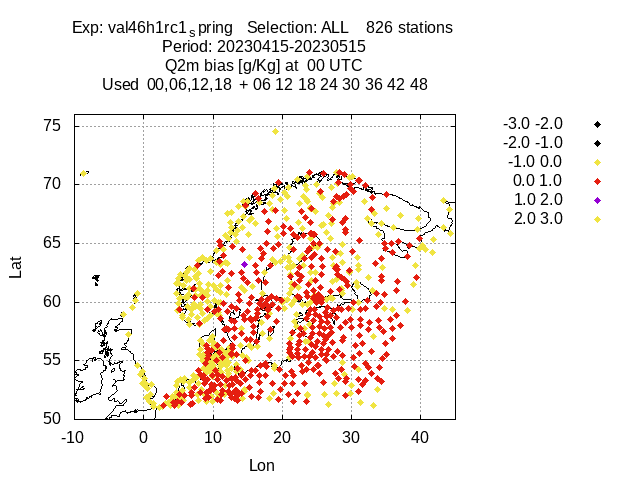 Exp: val46h1rc1spring   Selection: ALL    826 stations
Period: 20230415-20230515
Q2m bias [g/Kg] at  00 UTC
Used  00,06,12,18  + 06 12 18 24 30 36 42 48
-3.0 -2.0
-2.0 -1.0
-1.0 0.0
0.0 1.0
1.0 2.0
2.0 3.0
75
70
65
60
55
50
Lat
-10 0 10 20 30 40
Lon